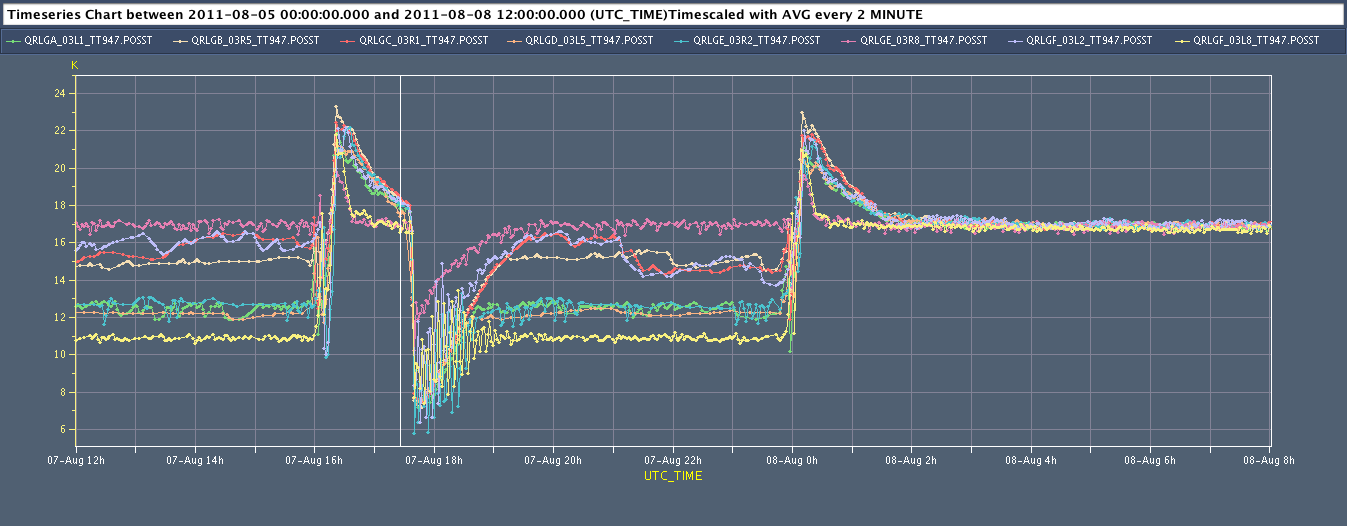 Timeseries Chart between 2011-08-05 00:00:00.000 and 2011-08-08 12:00:00.000 (UTC_TIME)Timescaled with AVG every 2 MINUTE
QRLGA_03L1_TT947.POSST QRLGB_03R5_TT947.POSST QRLGC_03R1_TT947.POSST QRLGD_03L5_TT947.POSST QRLGE_03R2_TT947.POSST QRLGE_03R8_TT947.POSST QRLGF_03L2_TT947.POSST QRLGF_03L8_TT947.POSST
K
24
22
20
18
16
14
12
10
8
6
07-Aug 12h 07-Aug 14h 07-Aug 16h 07-Aug 18h 07-Aug 20h 07-Aug 22h 08-Aug 0h 08-Aug 2h 08-Aug 4h 08-Aug 6h 08-Aug 8h
UTC_TIME